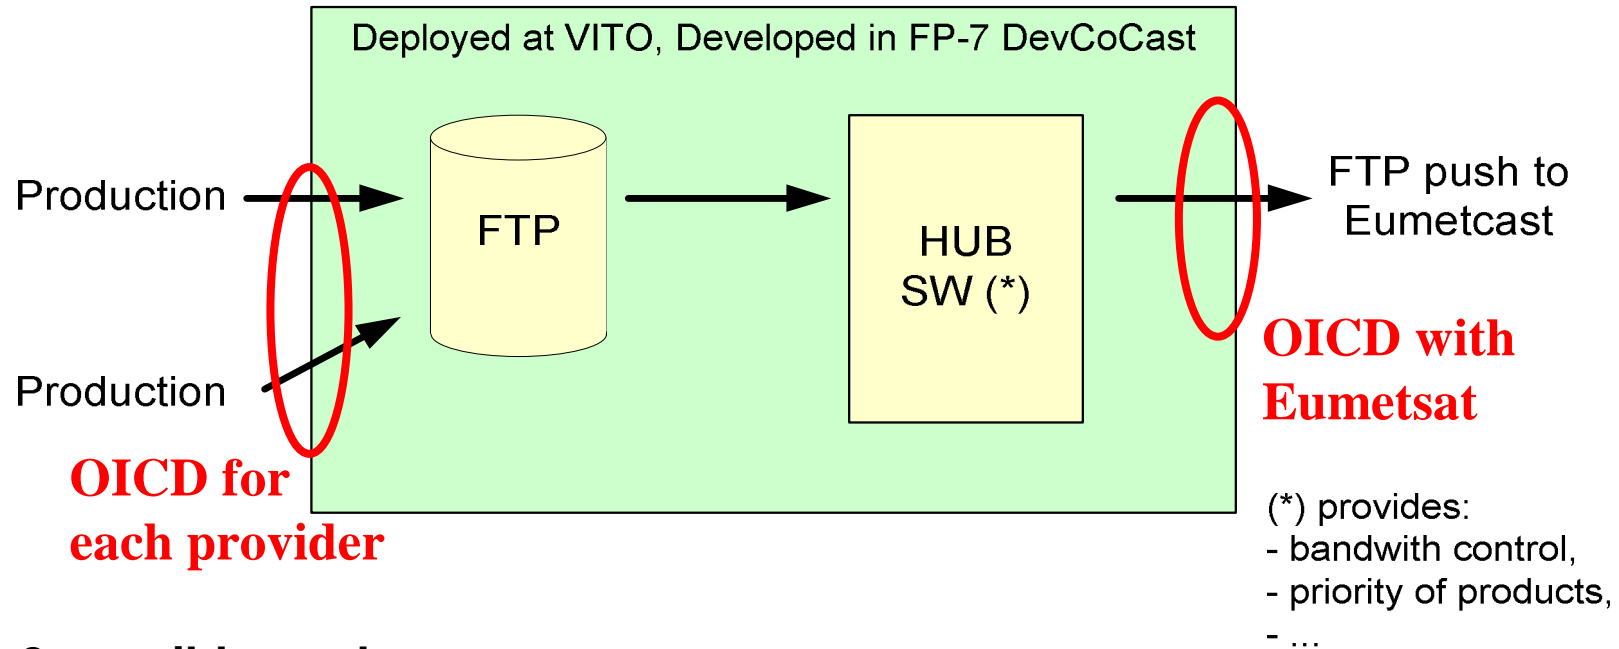 Deployed at VITO, Developed in FP-7 DevCoCast
Production
FTP
HUB
SW (*)
FTP push to
Eumetcast
Production
OICD with
Eumetsat
OICD for
each provider
(*) provides:
- bandwith control,
- priority of products,
- ...